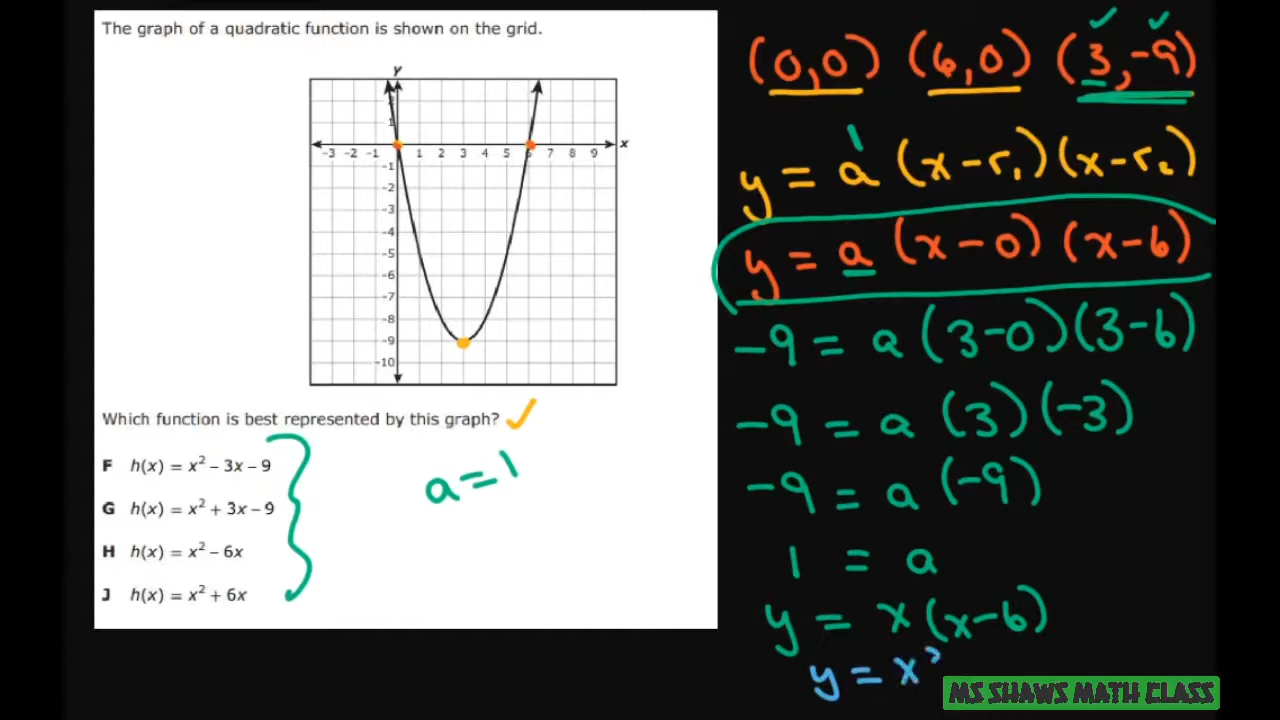 The graph of a quadratic function is shown on the grid.
y
1
-3 -2 -1 1 2 3 4 5 6 7 8 9 x
-1
-2
-3
-4
-5
-6
-7
-8
-9
-10
Which function is best represented by this graph? ✓
F h(x) = x² – 3x – 9
G h(x) = x² + 3x – 9
H h(x) = x² – 6x
J h(x) = x² + 6x
a = 1
(0,0) (6,0) (3,-9)
y = a (x - r₁)(x - r₂)
y = a (x - 0) (x - 6)
-9 = a (3 - 0)(3 - 6)
-9 = a (3)(-3)
-9 = a (-9)
1 = a
y = x (x - 6)
y = x²
MS SHAWS MATH CLASS